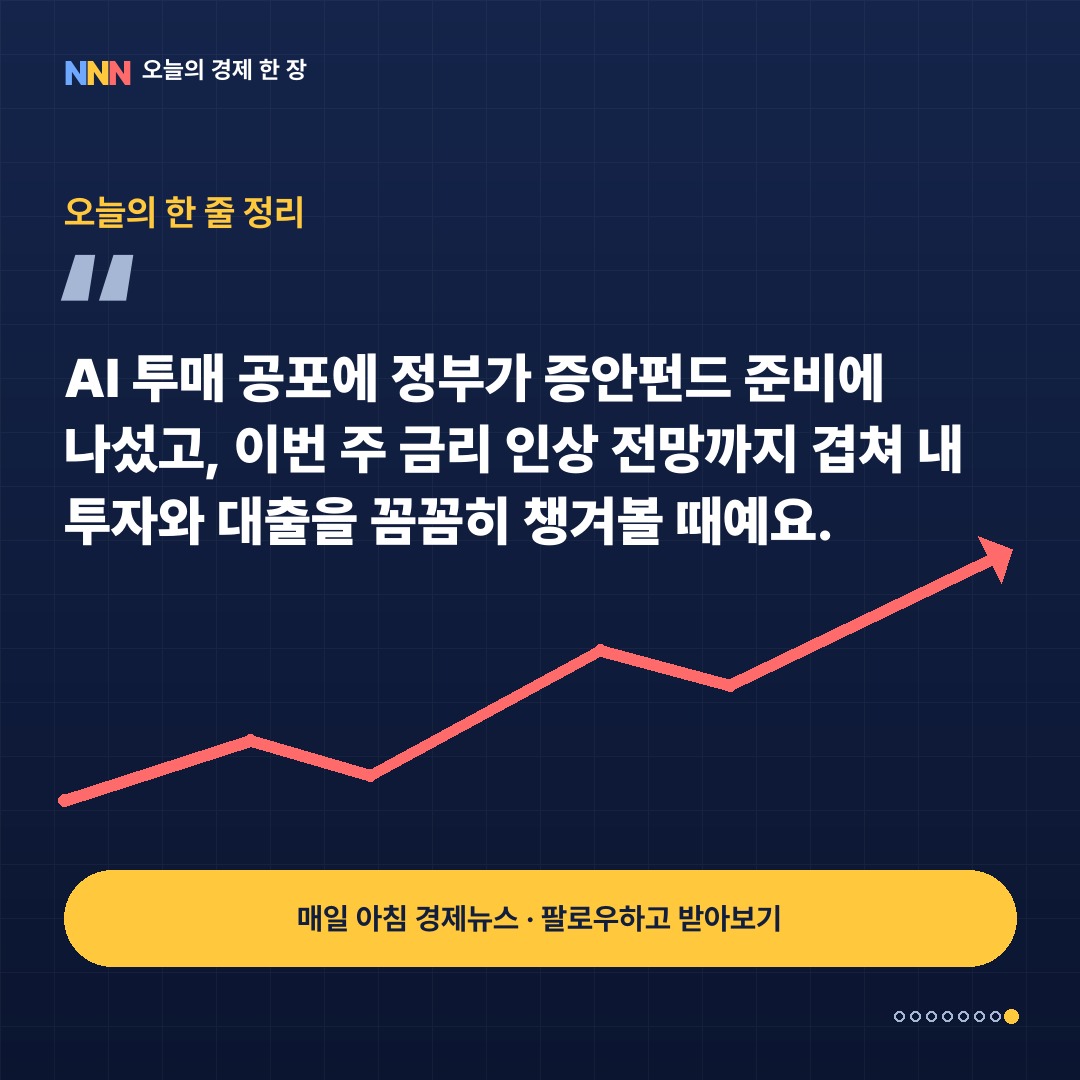 NNN 오늘의 경제 한 장
오늘의 한 줄 정리
"
AI 투매 공포에 정부가 증안펀드 준비에
나섰고, 이번 주 금리 인상 전망까지 겹쳐 내
투자와 대출을 꼼꼼히 챙겨볼 때예요.
매일 아침 경제뉴스 · 팔로우하고 받아보기